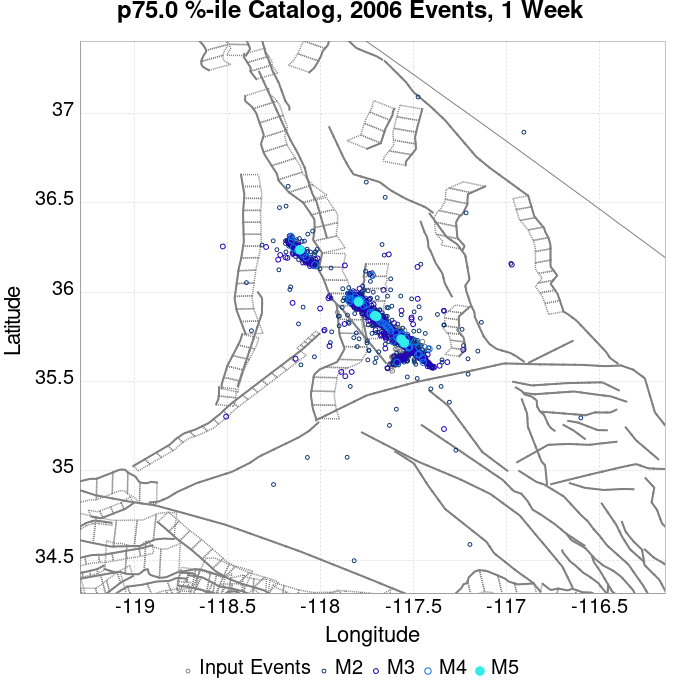 p75.0 %-ile Catalog, 2006 Events, 1 Week
Latitude
37
36.5
36
35.5
35
34.5
-119 -118.5 -118 -117.5 -117 -116.5
Longitude
Input Events M2 M3 M4 M5